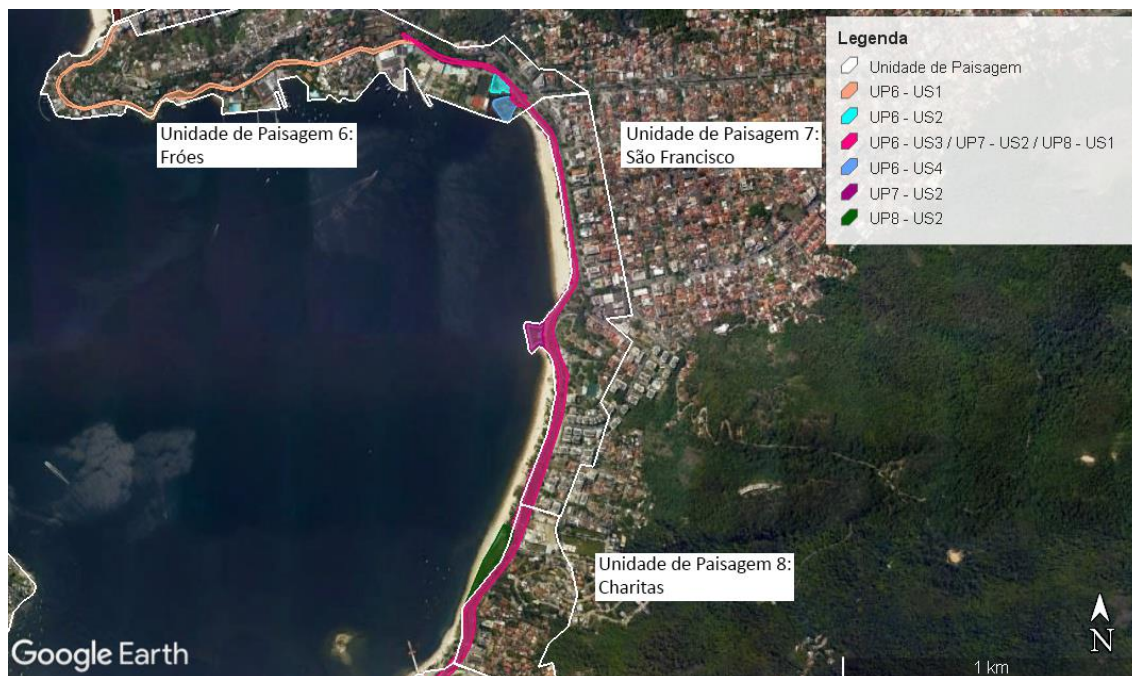 Legenda
Unidade de Paisagem
UP6 - US1
UP6 - US2
UP6 - US3 / UP7 - US2 / UP8 - US1
UP6 - US4
UP7 - US2
UP8 - US2
Unidade de Paisagem 6:
Fróes
Unidade de Paisagem 7:
São Francisco
Unidade de Paisagem 8:
Charitas
Google Earth
N
1 km